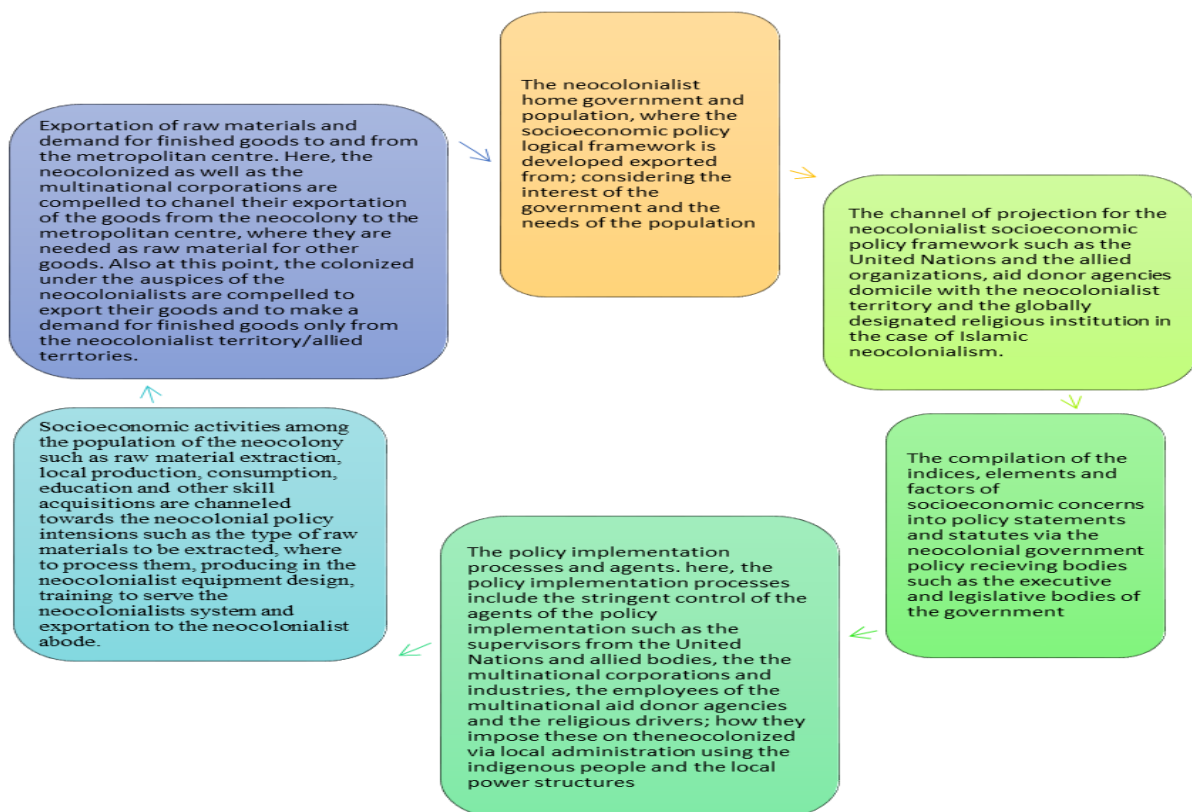 The neocolonialist
home government and
population, where the
socioeconomic policy
logical framework is
developed exported
from; considering the
interest of the
government and the
needs of the population
The channel of projection for the
neocolonialist socioeconomic
policy framework such as the
United Nations and the allied
organizations, aid donor agencies
domicile with the neocolonialist
territory and the globally
designated religious institution in
the case of Islamic
neocolonialism.
The compilation of the
indices, elements and
factors of
socioeconomic concerns
into policy statements
and statutes via the
neocolonial government
policy recieving bodies
such as the executive
and legislative bodies
of the government
The policy implementation
processes and agents. here, the
policy implementation processes
include the stringent control of the
agents of the policy
implementation such as the
supervisors from the United
Nations and allied bodies, the the
multinational corporations and
industries, the employees of the
multinational aid donor agencies
and the religious drivers; how they
impose these on theneocolonized
via local administration using the
indigenous people and the local
power structures
Socioeconomic activities among
the population of the neocolony
such as raw material extraction,
local production, consumption,
education and other skill
acquisitions are channeled
towards the neocolonial policy
intensions such as the type of raw
materials to be extracted, where
to process them, producing in the
neocolonialist equipment design,
training to serve the
neocolonialists system and
exportation to the neocolonialist
abode.
Exportation of raw materials and
demand for finished goods to and from
the metropolitan centre. Here, the
neocolonized as well as the
multinational corporations are
compelled to chanel their exportation
of the goods from the neocolony to the
metropolitan centre, where they are
needed as raw material for other
goods. Also at this point, the colonized
under the auspices of the
neocolonialists are compelled to
export their goods and to make a
demand for finished goods only from
the neocolonialist territory/allied
terrtories.